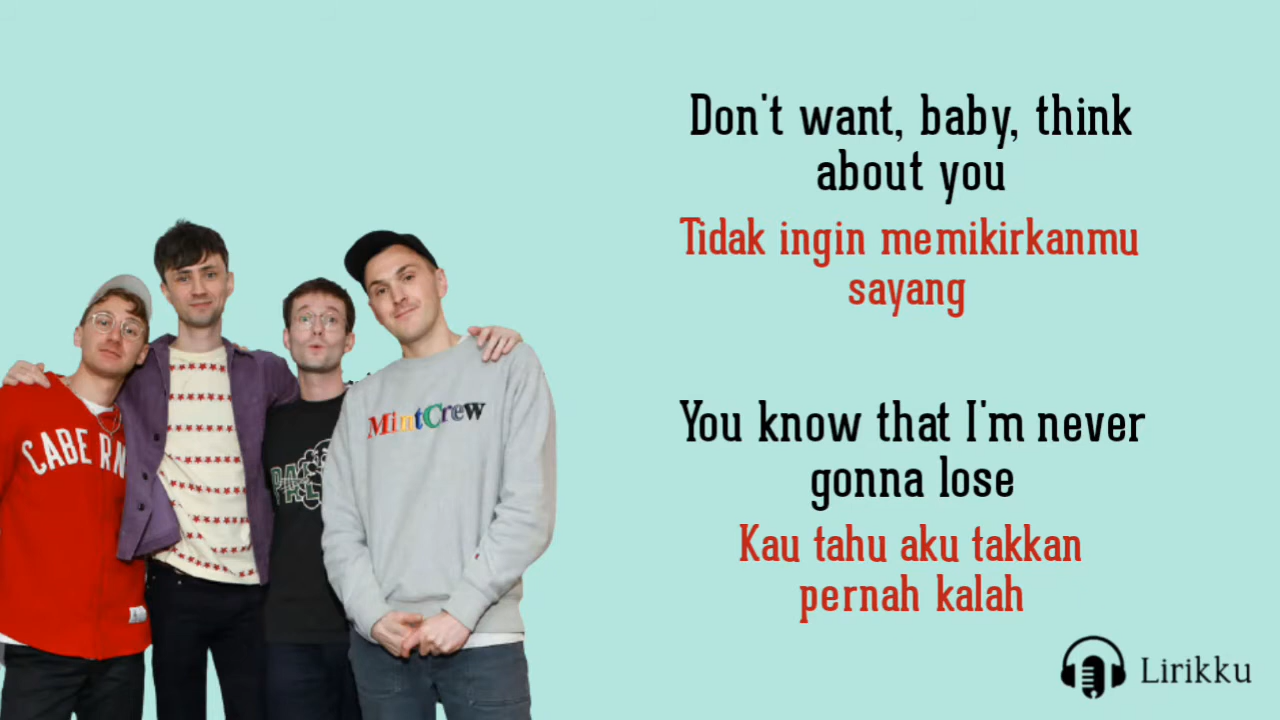 Don't want, baby, think
about you
Tidak ingin memikirkanmu
sayang
You know that I'm never
gonna lose
Kau tahu aku takkan
pernah kalah
CABERN
MintCrew
Lirikku